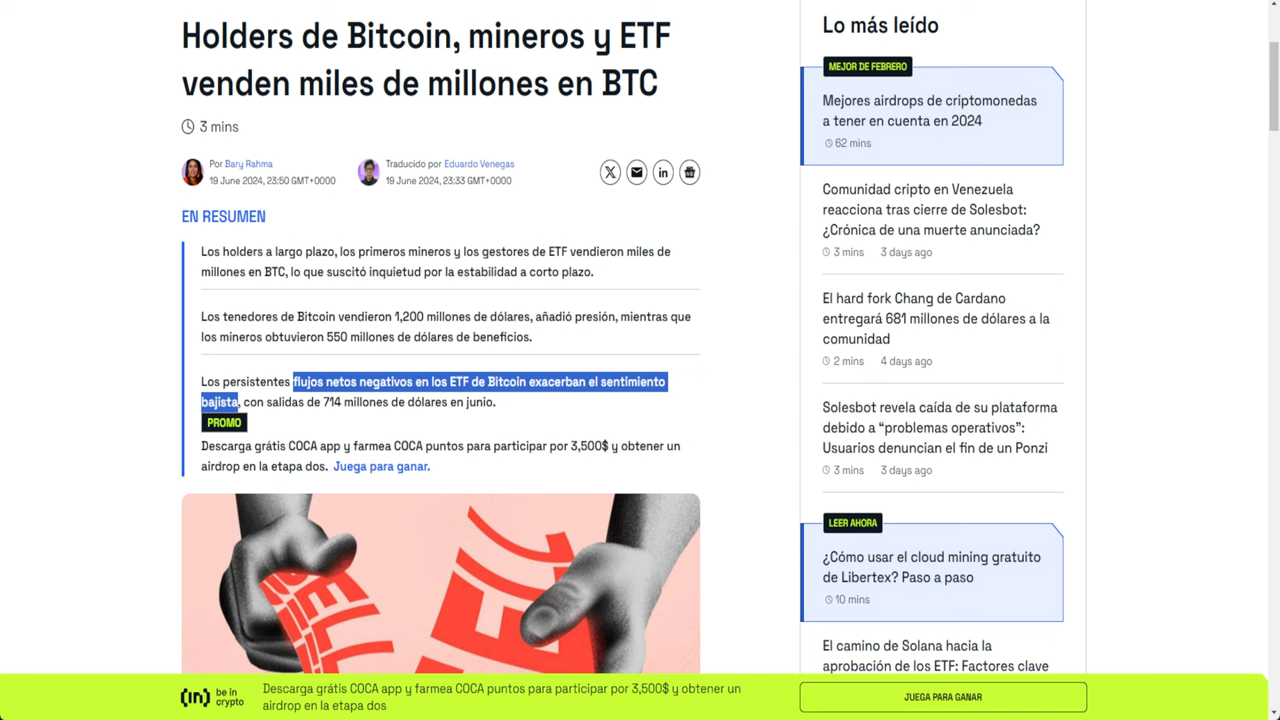 Holders de Bitcoin, mineros y ETF
venden miles de millones en BTC
3 mins
Por Bary Rahma
19 June 2024, 23:50 GMT+0000
Traducido por Eduardo Venegas
19 June 2024, 23:33 GMT+0000
EN RESUMEN
Los holders a largo plazo, los primeros mineros y los gestores de ETF vendieron miles de
millones en BTC, lo que suscitó inquietud por la estabilidad a corto plazo.
Los tenedores de Bitcoin vendieron 1,200 millones de dólares, añadió presión, mientras que
los mineros obtuvieron 550 millones de dólares de beneficios.
Los persistentes flujos netos negativos en los ETF de Bitcoin exacerban el sentimiento
bajista, con salidas de 714 millones de dólares en junio.
PROMO
Descarga grátis COCA app y farmea COCA puntos para participar por 3,500$ y obtener un
airdrop en la etapa dos. Juega para ganar.
SELL
SELL
Lo más leído
MEJOR DE FEBRERO
Mejores airdrops de criptomonedas
a tener en cuenta en 2024
62 mins
Comunidad cripto en Venezuela
reacciona tras cierre de Solesbot:
¿Crónica de una muerte anunciada?
3 mins 3 days ago
El hard fork Chang de Cardano
entregará 681 millones de dólares a la
comunidad
2 mins 4 days ago
Solesbot revela caída de su plataforma
debido a “problemas operativos”:
Usuarios denuncian el fin de un Ponzi
3 mins 3 days ago
LEER AHORA
¿Cómo usar el cloud mining gratuito
de Libertex? Paso a paso
10 mins
El camino de Solana hacia la
aprobación de los ETF: Factores clave
(in) be in
crypto
Descarga grátis COCA app y farmea COCA puntos para participar por 3,500$ y obtener un
airdrop en la etapa dos
JUEGA PARA GANAR